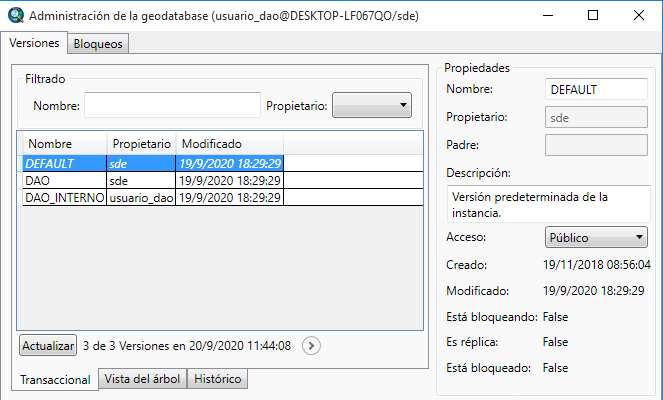 Administración de la geodatabase (usuario_dao@DESKTOP-LF067QO/sde)
Versiones Bloqueos
Filtrado
Nombre: Propietario:
Nombre Propietario Modificado
DEFAULT sde 19/9/2020 18:29:29
DAO sde 19/9/2020 18:29:29
DAO_INTERNO usuario_dao 19/9/2020 18:29:29
Actualizar 3 de 3 Versiones en 20/9/2020 11:44:08
Transaccional Vista del árbol Histórico
Propiedades
Nombre: DEFAULT
Propietario: sde
Padre:
Descripción:
Versión predeterminada de la
instancia.
Acceso: Público
Creado: 19/11/2018 08:56:04
Modificado: 19/9/2020 18:29:29
Está bloqueando: False
Es réplica: False
Está bloqueado: False